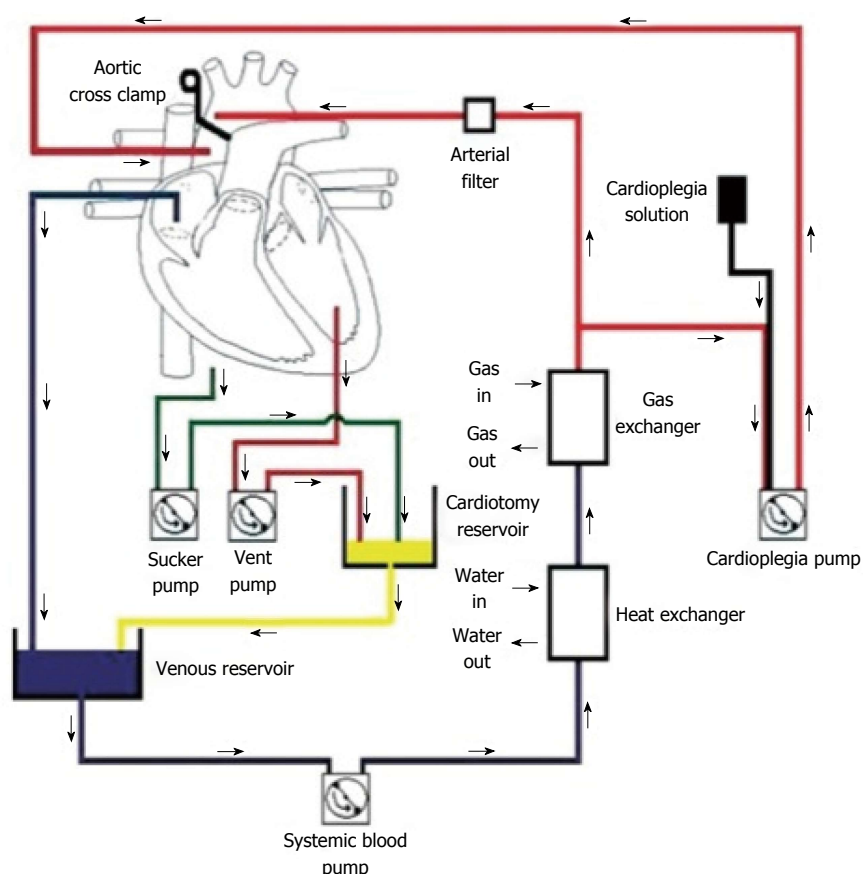 Aortic
cross clamp
Arterial
filter
Cardioplegia
solution
Gas
in
Gas
exchanger
Gas
out
Cardiotomy
reservoir
Sucker
pump
Vent
pump
Cardioplegia pump
Water
in
Heat exchanger
Water
out
Venous reservoir
Systemic blood
pump